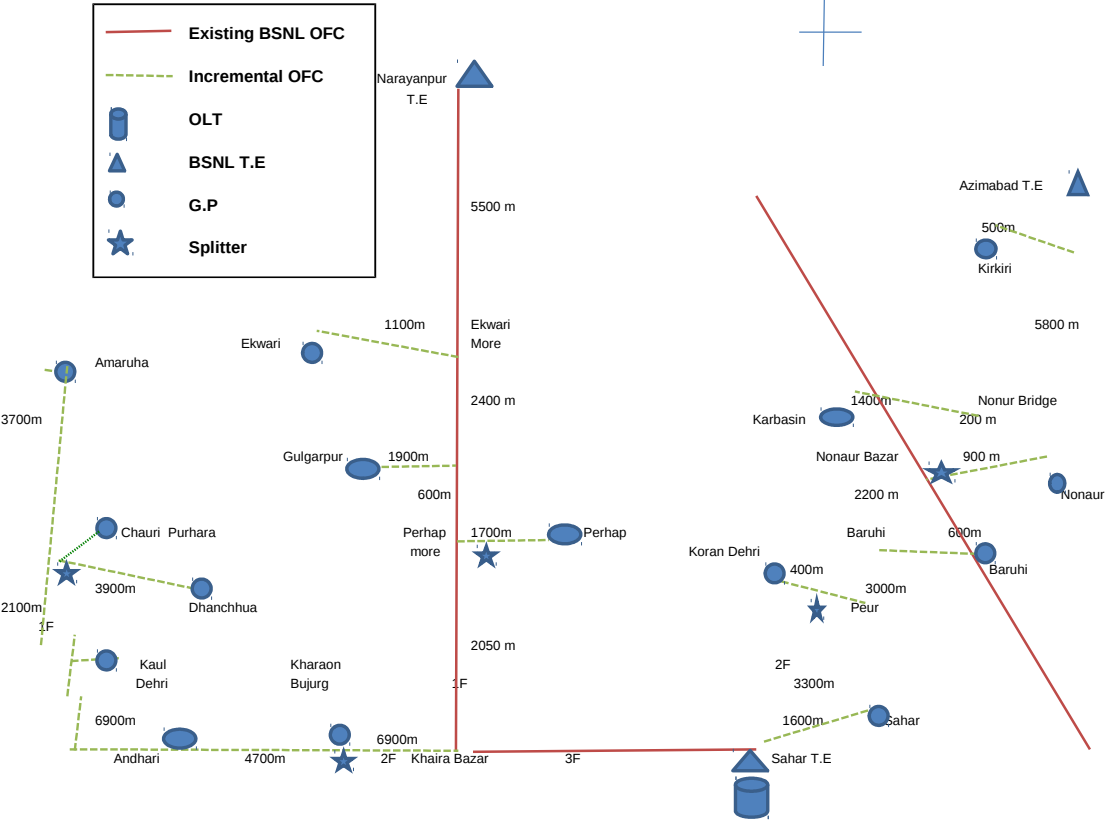 Existing BSNL OFC
Incremental OFC
OLT
BSNL T.E
G.P
Splitter
Narayanpur
T.E
5500 m
Azimabad T.E
500m
Kirkiri
5800 m
1100m
Ekwari
More
Ekwari
Amaruha
3700m
2400 m
1400m
Nonur Bridge
200 m
Karbasin
Gulgarpur
1900m
Nonaur Bazar
900 m
600m
2200 m
Nonaur
Chauri  Purhara
Perhap
more
1700m
Perhap
Baruhi
600m
Koran Dehri
400m
Baruhi
3900m
3000m
Dhanchhua
Peur
2100m
1F
2050 m
Kaul
Dehri
Kharaon
Bujurg
2F
1F
3300m
6900m
1600m
Sahar
6900m
Andhari
4700m
2F
Khaira Bazar
3F
Sahar T.E